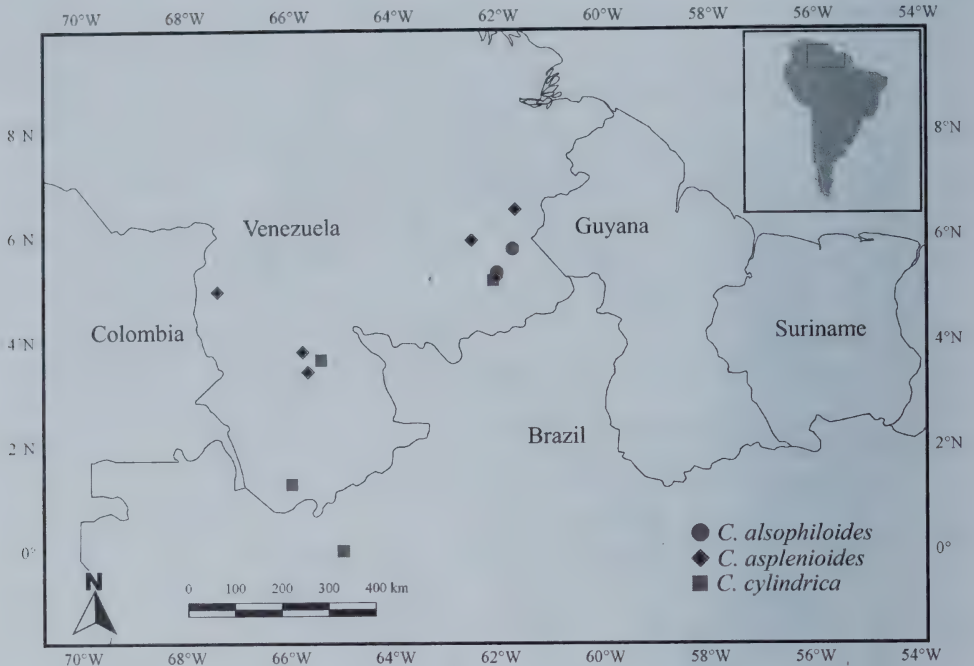 70°W 68°W 66°W 64°W 62°W 60°W 58°W 56°W 54°W
8°N 8°N
Venezuela Guyana
6°N 6°N
Colombia Suriname
4°N 4°N
Brazil
2°N 2°N
C. alsophiloides
0° 0°
C. asplenioides
N
0 100 200 300 400 km
C. cylindrica
70°W 68°W 66°W 64°W 62°W 60°W 58°W 56°W 54°W